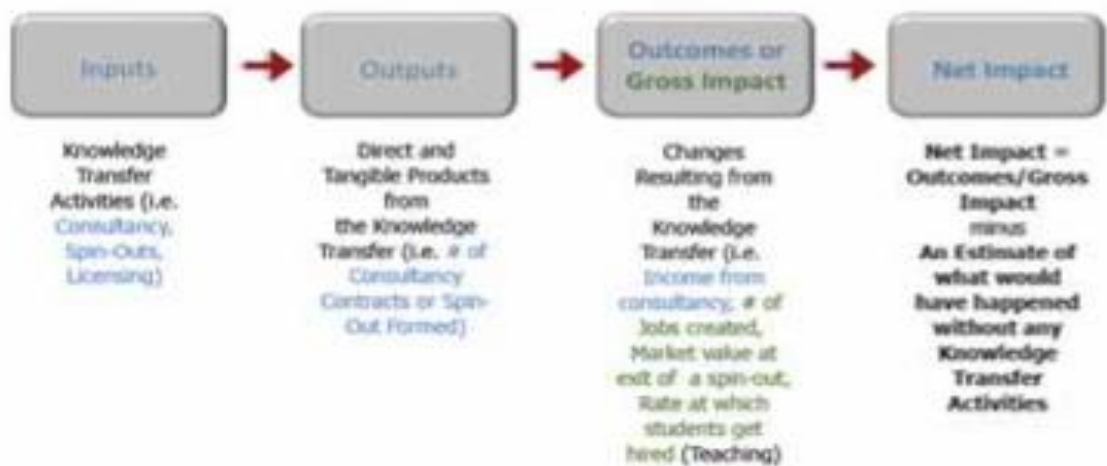 Inputs
Outputs
Outcomes or
Gross Impact
Net Impact
Knowledge
Transfer
Activities (i.e.
Consultancy,
Spin-Outs,
Licensing)
Direct and
Tangible Products
from
the Knowledge
Transfer (i.e. # of
Consultancy
Contracts or Spin-
Out Formed)
Changes
Resulting from
the
Knowledge
Transfer (i.e.
Income from
consultancy, # of
Jobs created,
Market value at
exit of a spin-out,
Rate at which
students get
hired (Teaching)
Net Impact =
Outcomes/Gross
Impact
minus
An Estimate of
what would
have happened
without any
Knowledge
Transfer
Activities